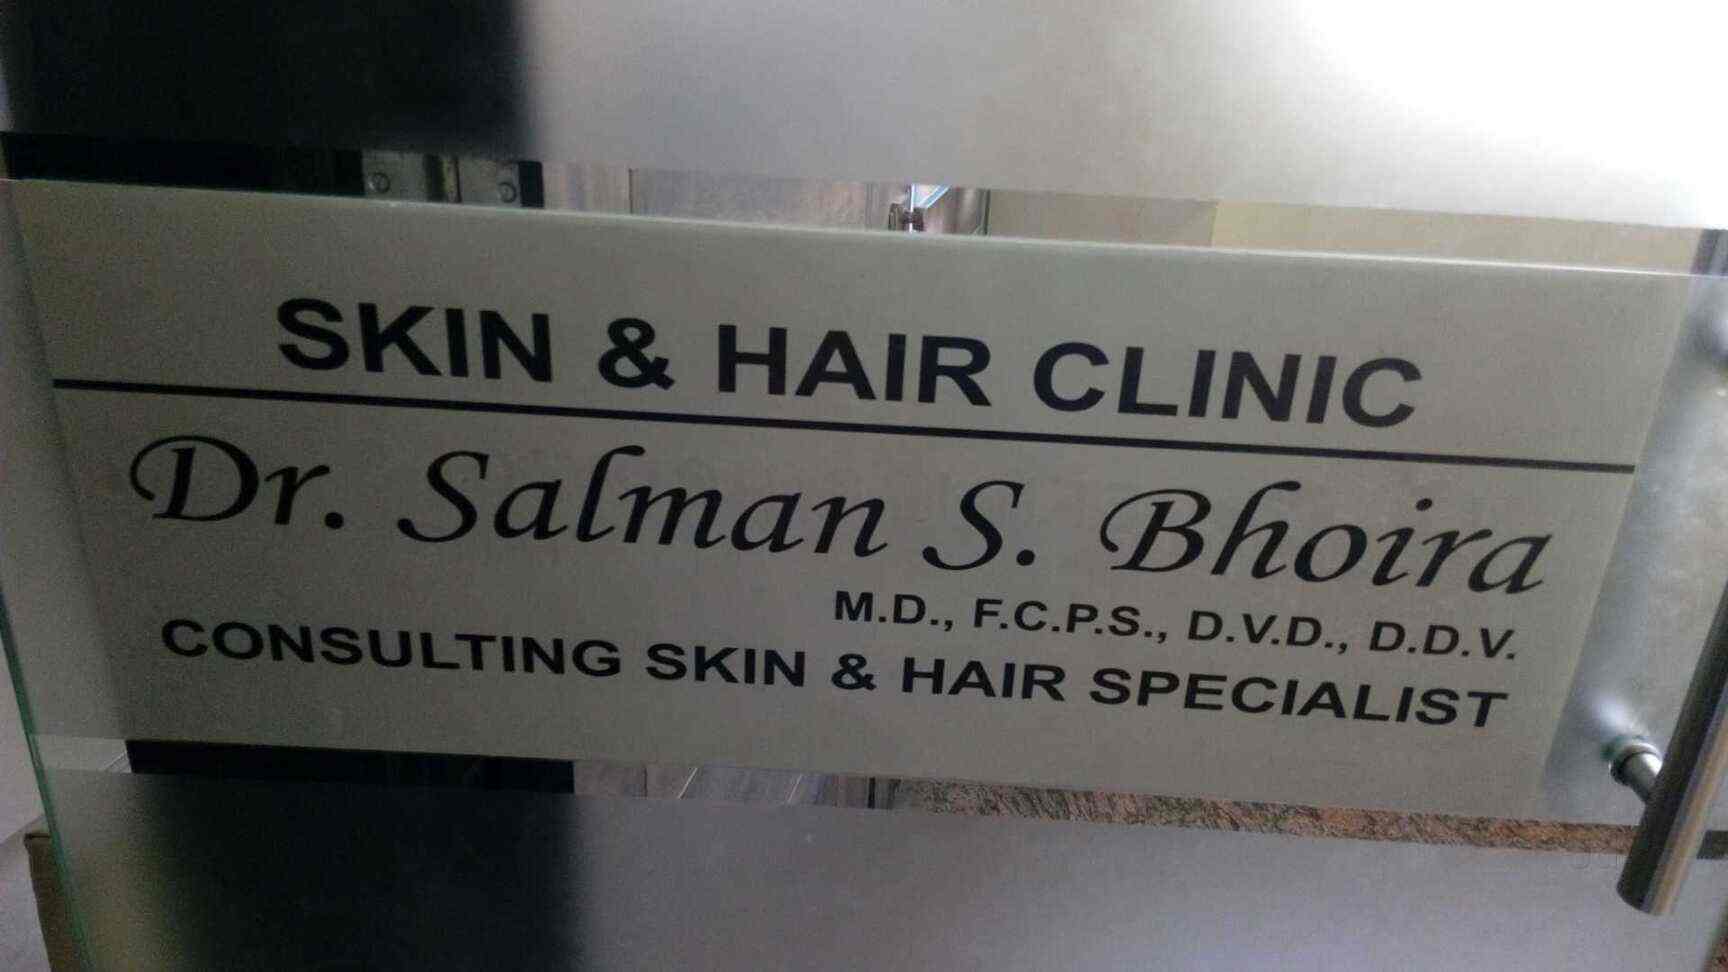 SKIN & HAIR CLINIC
Dr. Salman S. Bhoira
M.D., F.C.P.S., D.V.D., D.D.V.
CONSULTING SKIN & HAIR SPECIALIST